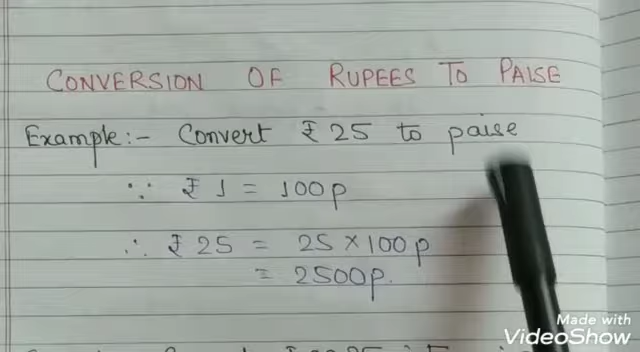 CONVERSION OF RUPEES TO PAISE
Example:- Convert ₹ 25 to paise
∵ ₹ 1 = 100p
∴ ₹ 25 = 25 × 100p
= 2500p.
Made with
VideoShow